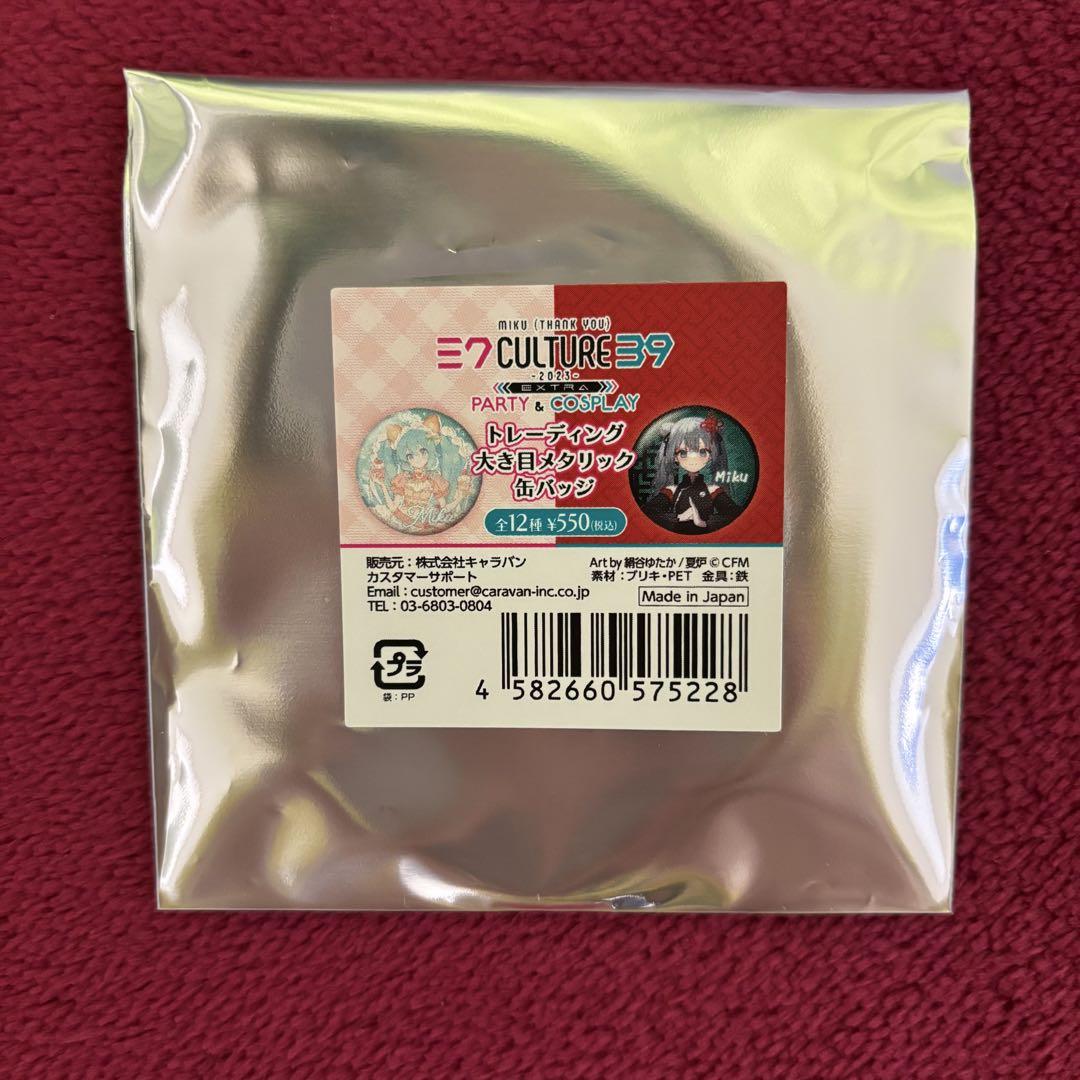 MIKU (THANK YOU)
ミクCULTURE39
-2023-
EXTRA
PARTY & COSPLAY
トレーディング
大き目メタリック
缶バッジ
Miku
Miku
全12種 ¥550(税込)
販売元：株式会社キャラバン
カスタマーサポート
Email：customer@caravan-inc.co.jp
TEL：03-6803-0804
Art by 絹谷ゆたか / 夏炉 © CFM
素材：ブリキ・PET 金具：鉄
Made in Japan
プラ
袋：PP
4 582660 575228